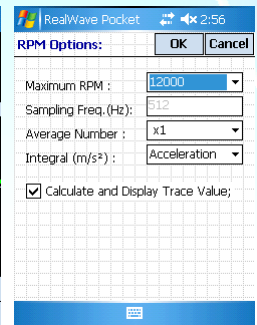 RealWave Pocket 2:56
RPM Options: OK Cancel
Maximum RPM : 12000
Sampling Freq.(Hz): 512
Average Number : x1
Integral (m/s²) : Acceleration
Calculate and Display Trace Value;